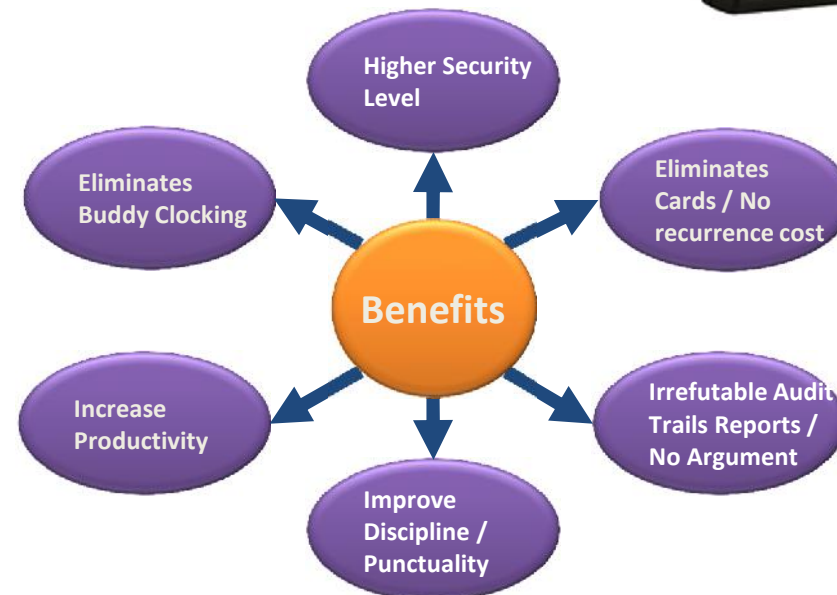 Higher Security
Level
Eliminates
Buddy Clocking
Eliminates
Cards / No
recurrence cost
Benefits
Increase
Productivity
Irrefutable Audit
Trails Reports /
No Argument
Improve
Discipline /
Punctuality